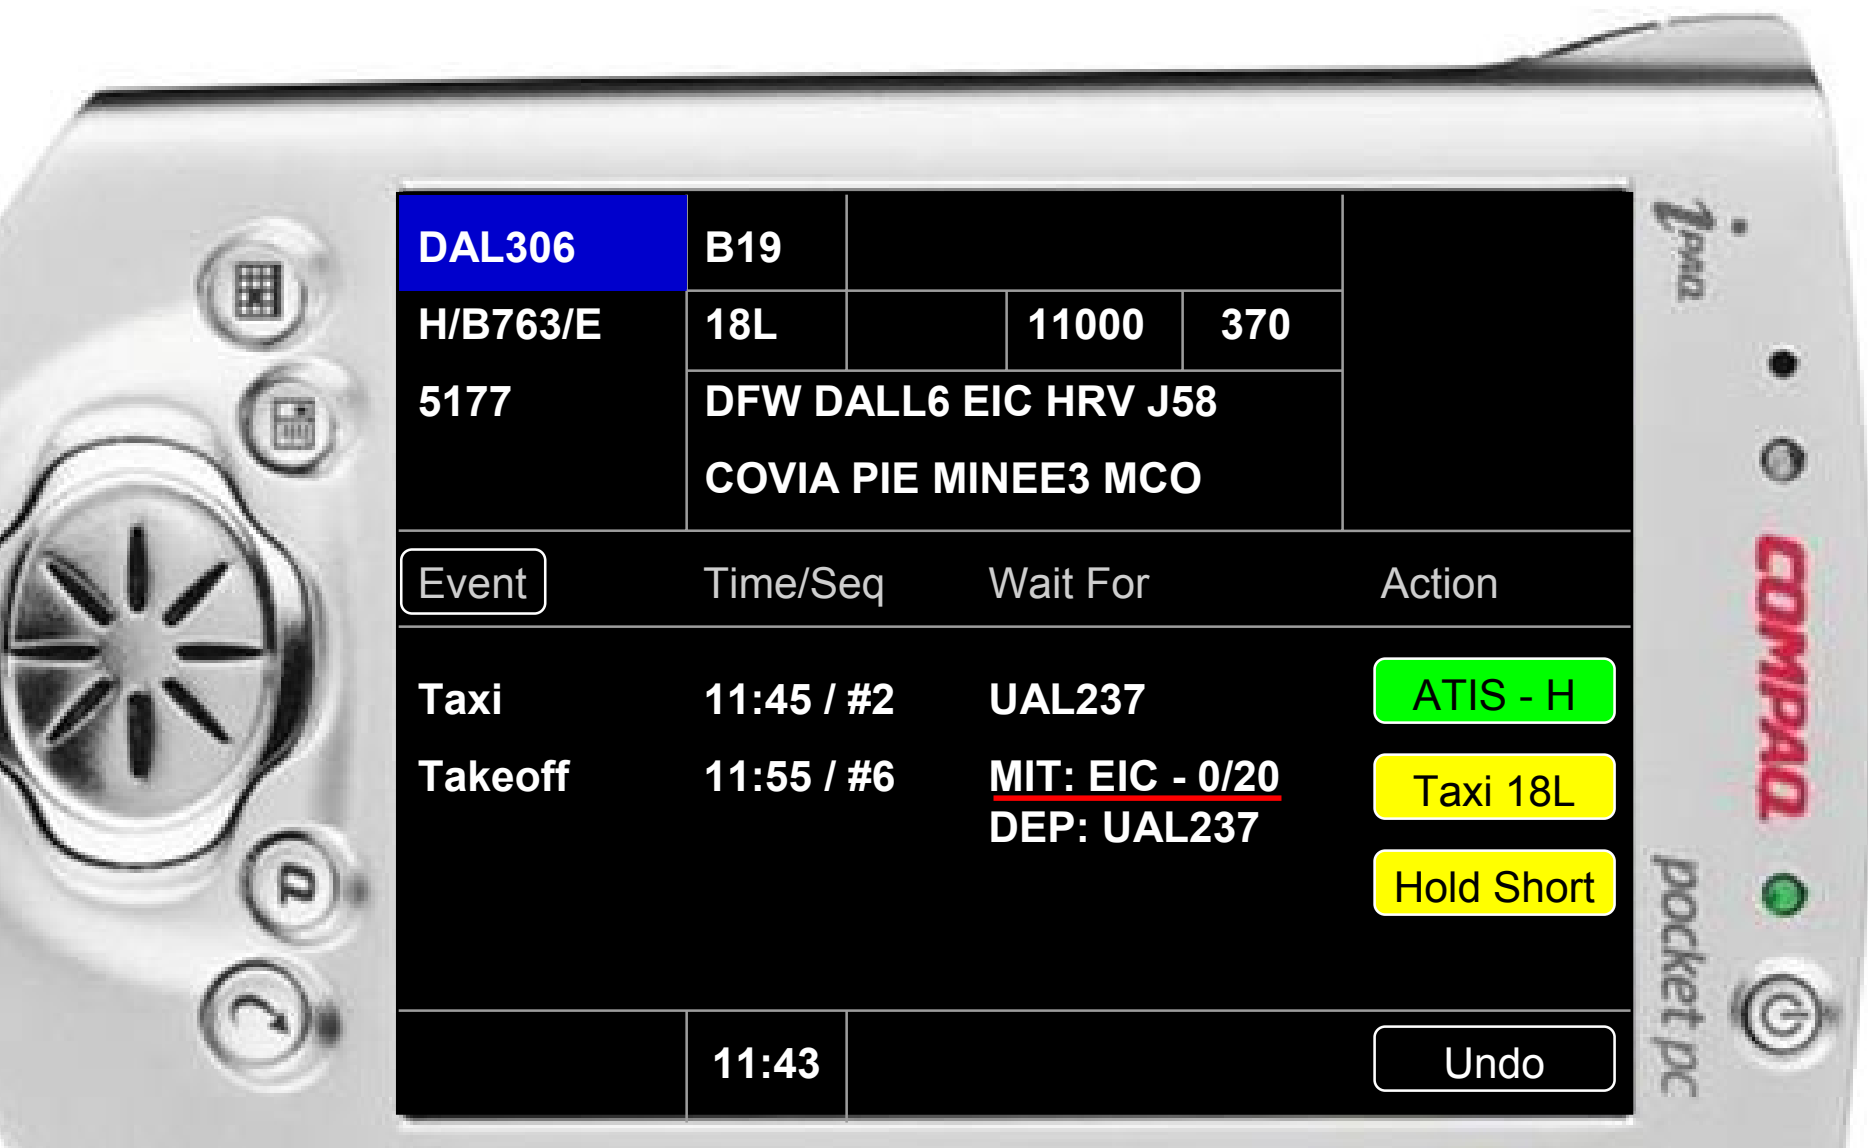 DAL306 B19
H/B763/E 18L 11000 370
5177 DFW DALL6 EIC HRV J58
COVIA PIE MINEE3 MCO
Event Time/Seq Wait For Action
Taxi 11:45 / #2 UAL237 ATIS - H
Takeoff 11:55 / #6 MIT: EIC - 0/20 Taxi 18L
DEP: UAL237
Hold Short
11:43 Undo
iPAQ
COMPAQ
pocket pc